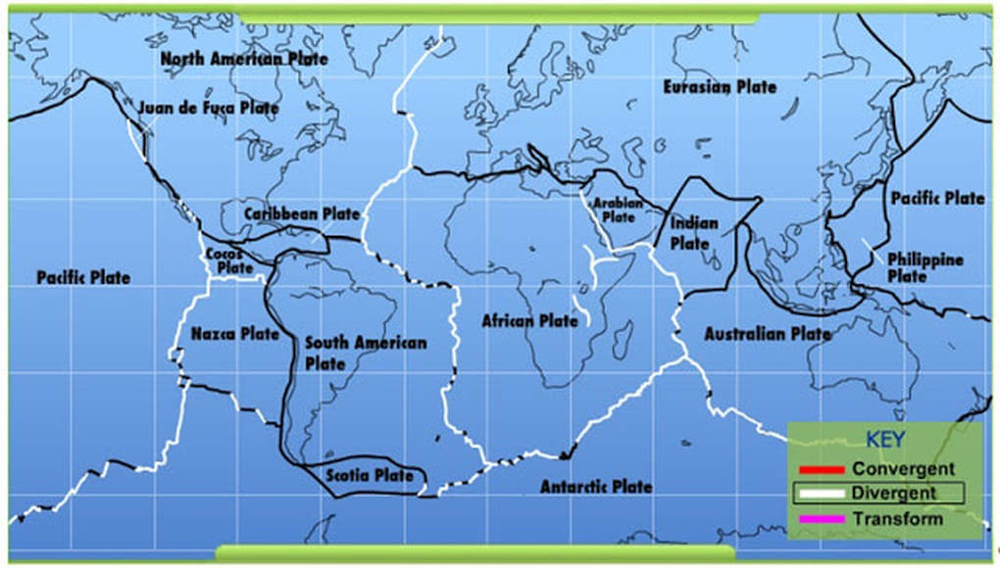 North American Plate
Eurasian Plate
Juan de Fuca Plate
Caribbean Plate
Arabian
Plate
Pacific Plate
Indian
Plate
Cocos
Plate
Philippine
Plate
Pacific Plate
African Plate
Nazca Plate
Australian Plate
South American
Plate
Scotia Plate
Antarctic Plate
KEY
Convergent
Divergent
Transform